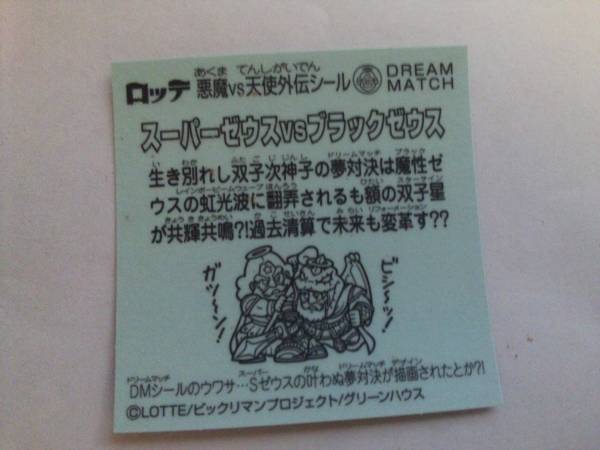 ロッテ 悪魔VS天使外伝シール DREAM MATCH
スーパーゼウスvsブラックゼウス
生き別れし双子次神子の夢対決は魔性ゼ
ウスの虹光波に翻弄されるも額の双子星
が共輝共鸣?!過去清算で未来も変革す??
ガッ〜ン!
DMシールのウワサ…Sゼウスの叶わぬ夢対決が描画されたとか?!
©LOTTE/ビックリマンプロジェクト/グリーンハウス